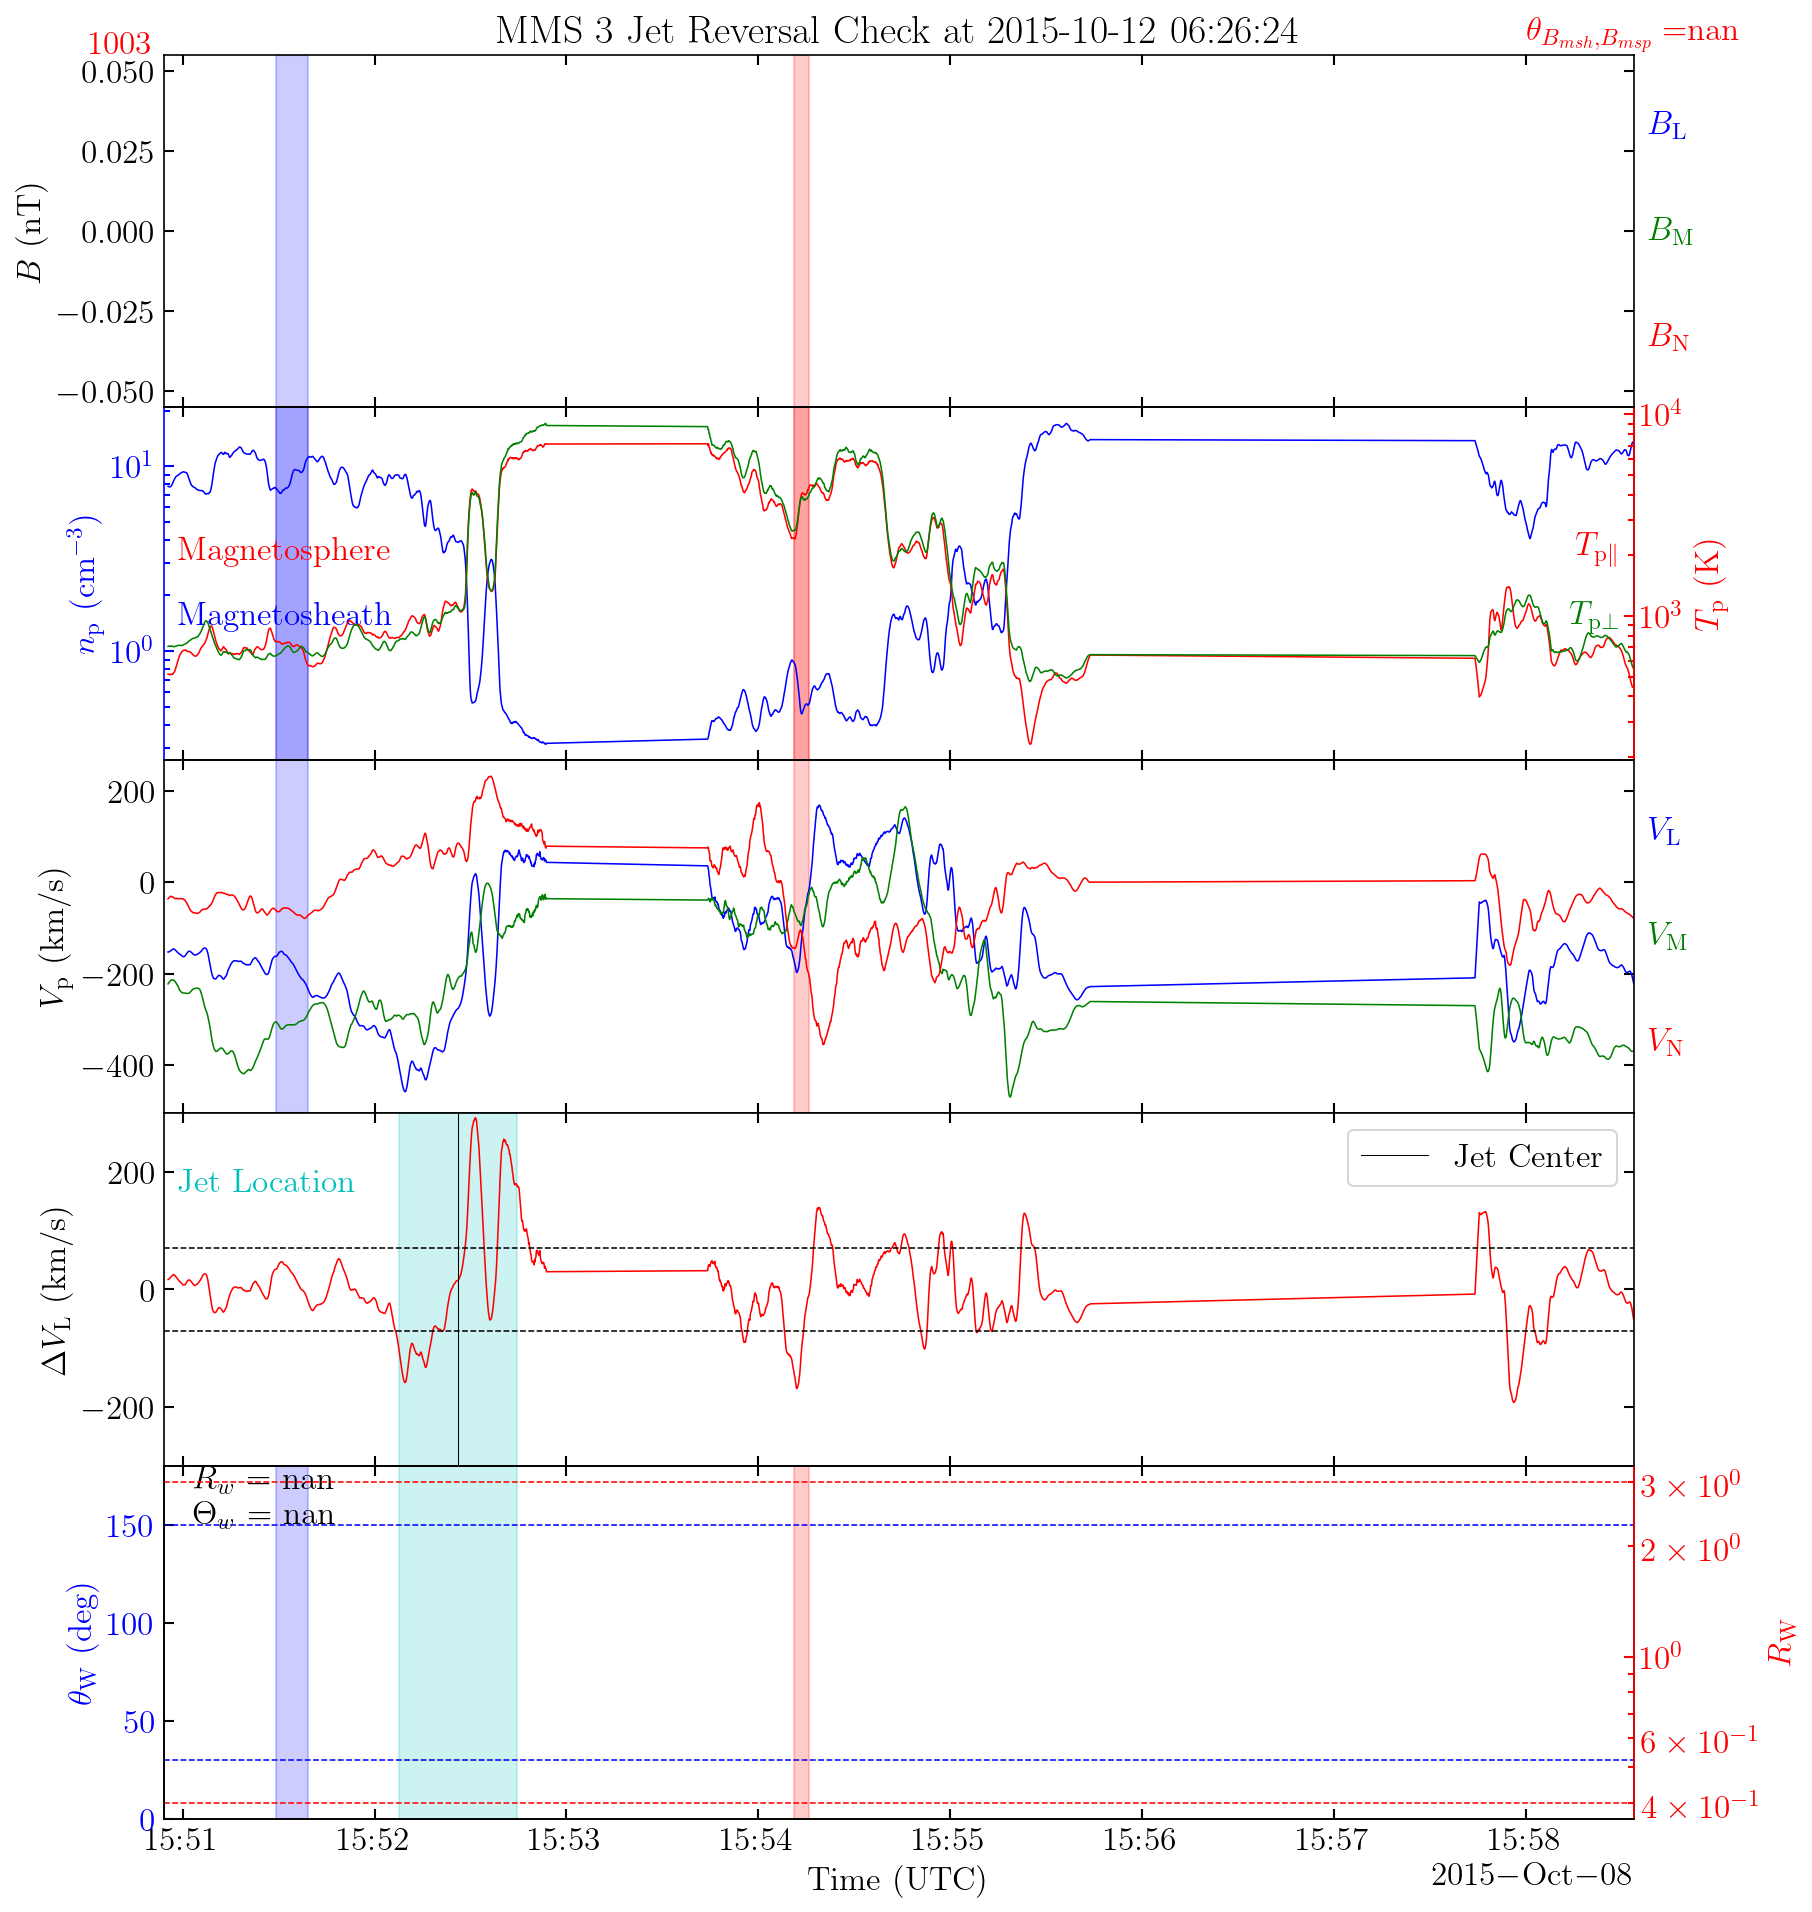 MMS 3 Jet Reversal Check at 2015-10-12 06:26:24
θ_{B_{msh},B_{msp}} =nan
1003
0.050
0.025
0.000
−0.025
−0.050
B (nT)
B_L
B_M
B_N
10^1
10^0
n_p (cm^{−3})
Magnetosphere
Magnetosheath
10^4
10^3
T_p (K)
T_{p∥}
T_{p⊥}
200
0
−200
−400
V_p (km/s)
V_L
V_M
V_N
200
0
−200
ΔV_L (km/s)
Jet Location
Jet Center
R_w = nan
Θ_w = nan
150
100
50
0
θ_W (deg)
3 × 10^0
2 × 10^0
10^0
6 × 10^{−1}
4 × 10^{−1}
R_W
15:51 15:52 15:53 15:54 15:55 15:56 15:57 15:58
Time (UTC)
2015−Oct−08